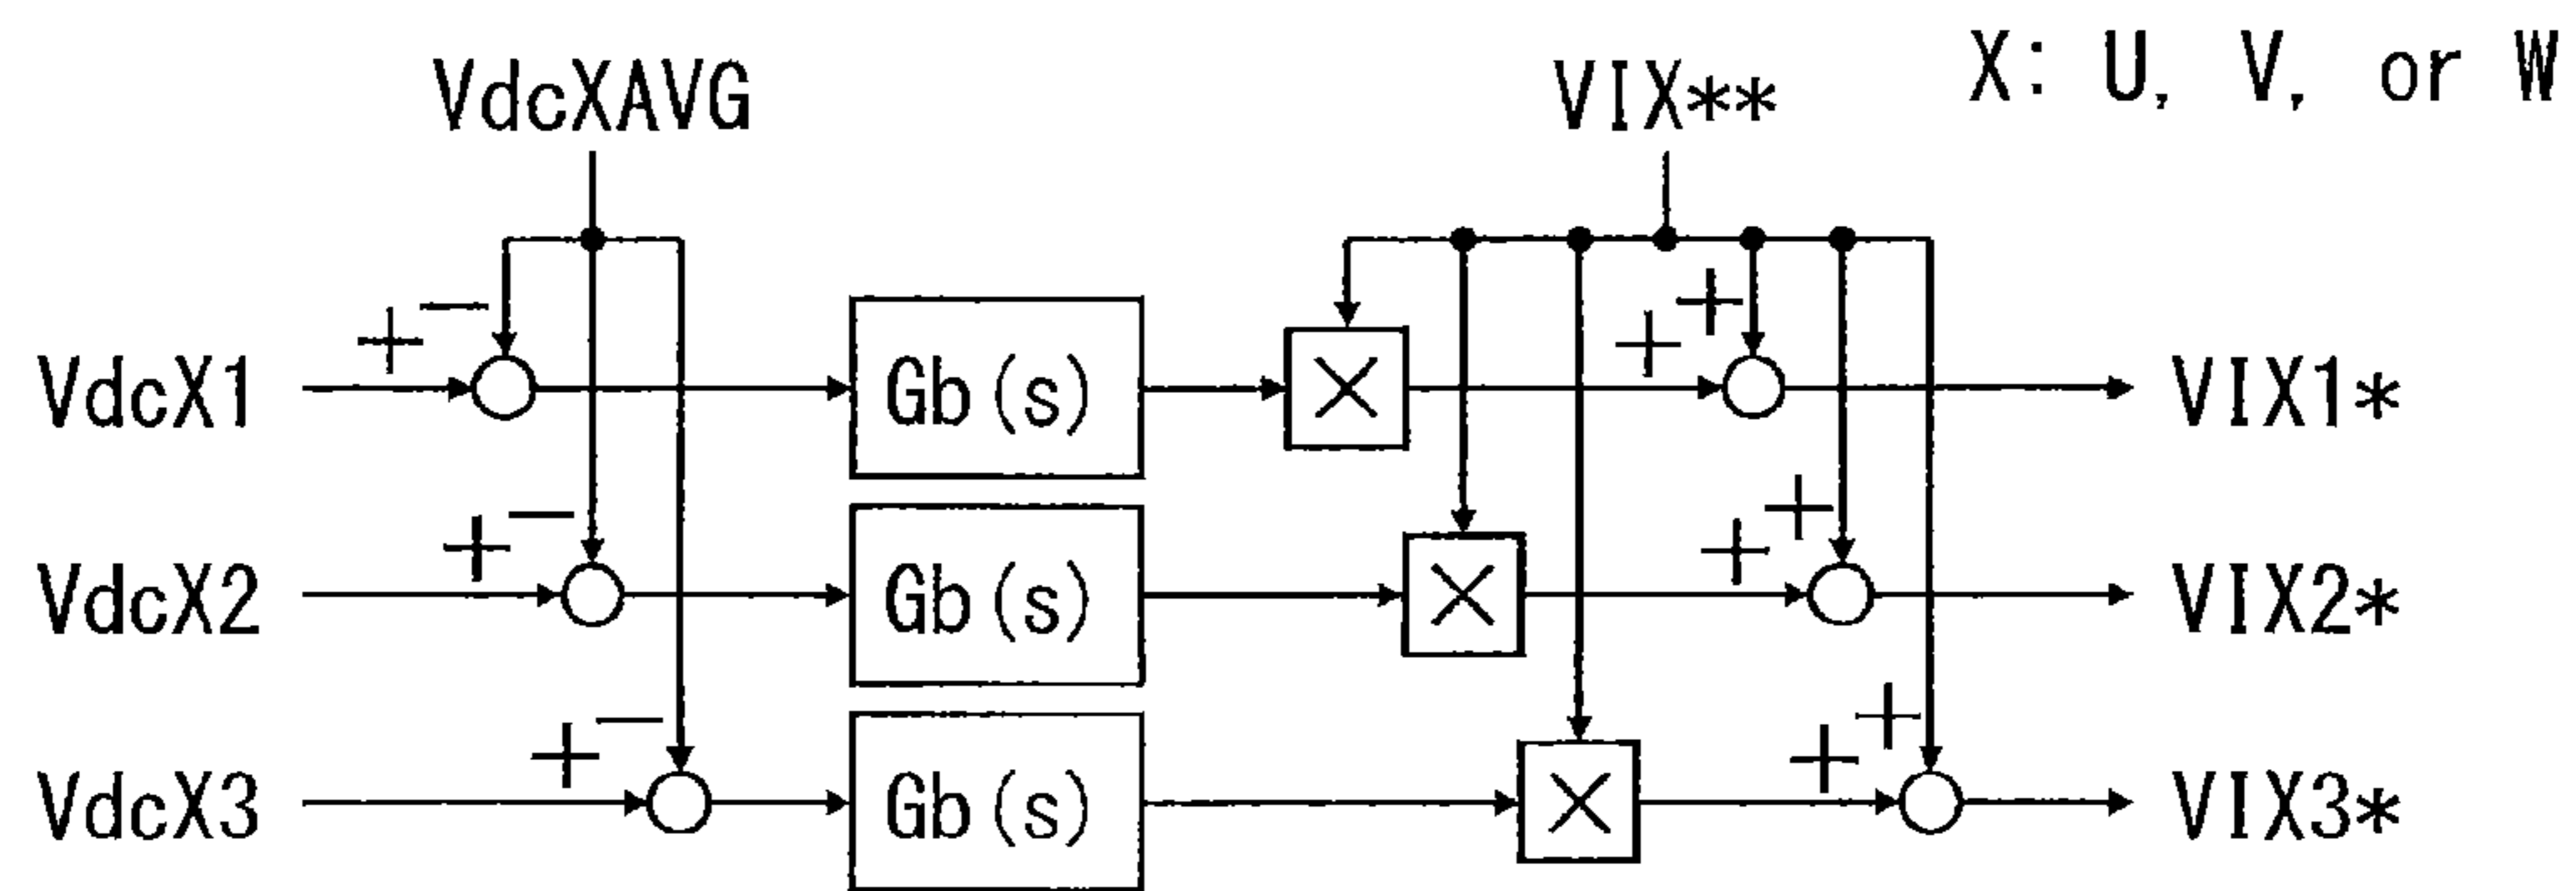 X: U, V, or W
VdcXAVG
VIX**
+
−
+
+
VdcX1
Gb(s)
×
VIX1*
+
−
+
+
VdcX2
Gb(s)
×
VIX2*
+
−
+
+
VdcX3
Gb(s)
×
VIX3*